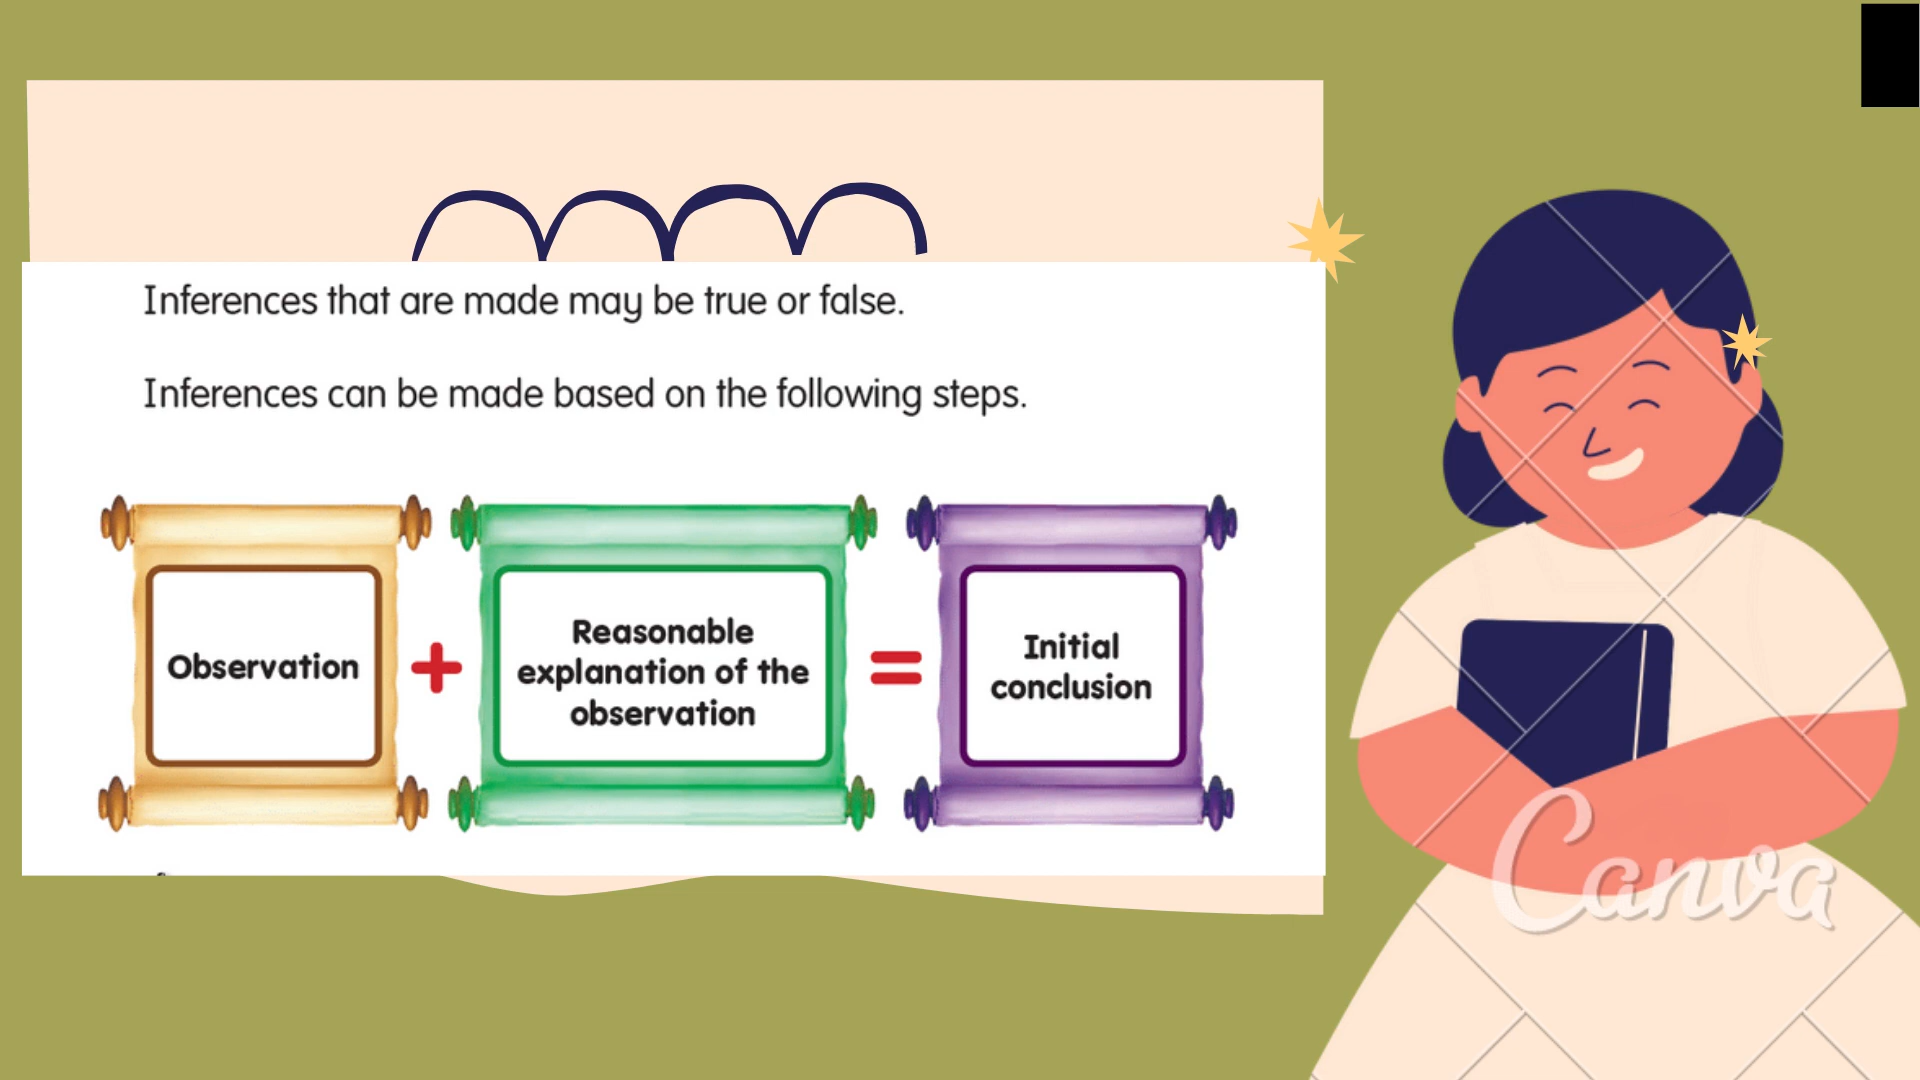 Inferences that are made may be true or false.
Inferences can be made based on the following steps.
Observation
+
Reasonable
explanation of the
observation
=
Initial
conclusion
Canva